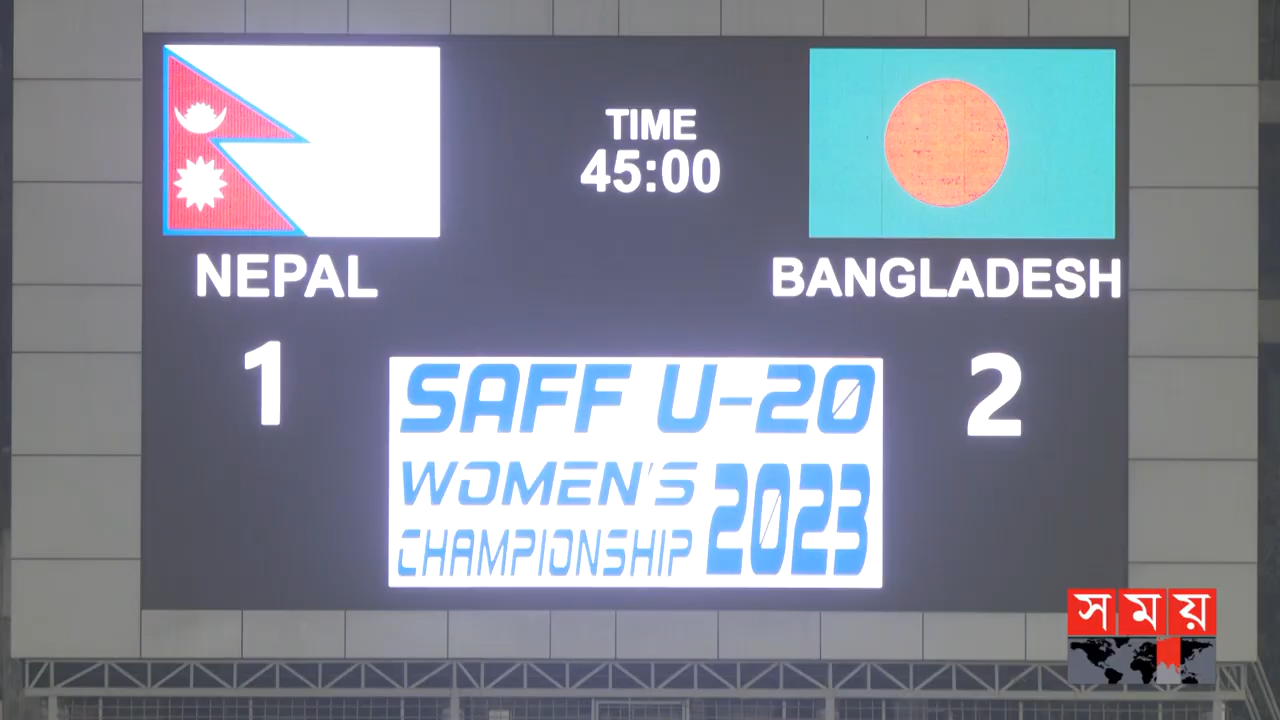 TIME
45:00
NEPAL
BANGLADESH
1
2
SAFF U-20
WOMEN'S
CHAMPIONSHIP 2023
সময়